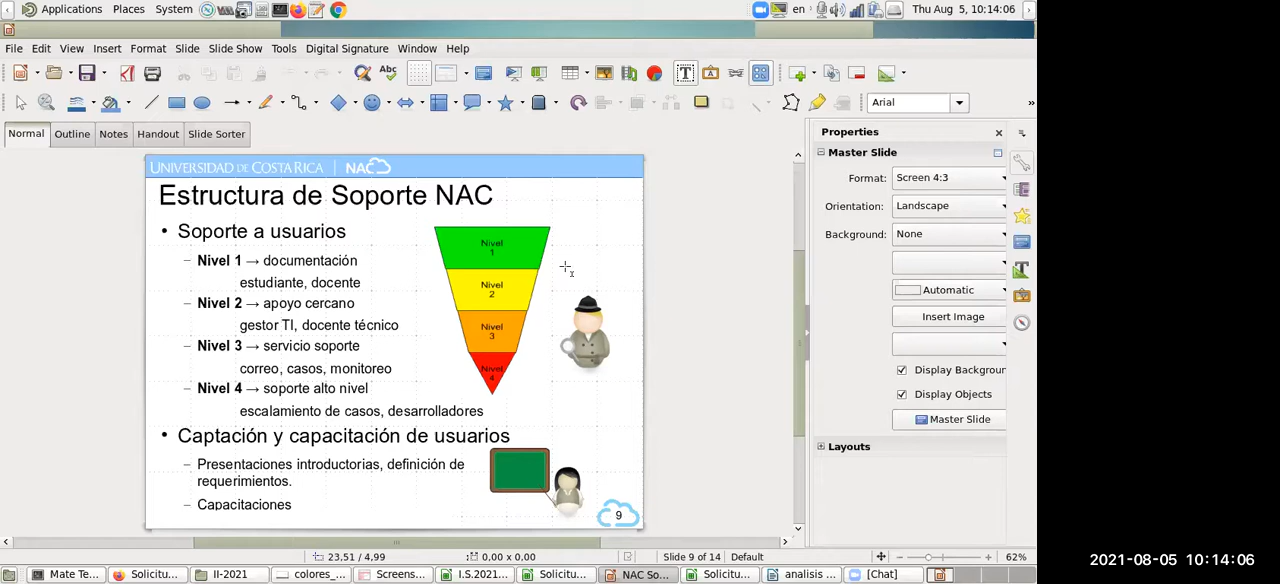 Applications Places System en Thu Aug 5, 10:14:06
File Edit View Insert Format Slide Slide Show Tools Digital Signature Window Help
Abc
Arial
Normal Outline Notes Handout Slide Sorter
Properties
Master Slide
Format: Screen 4:3
Orientation: Landscape
Background: None
Automatic
Insert Image
Display Backgroun
Display Objects
Master Slide
Layouts
UNIVERSIDAD DE COSTA RICA | NAC
Estructura de Soporte NAC
• Soporte a usuarios
– Nivel 1 → documentación
estudiante, docente
– Nivel 2 → apoyo cercano
gestor TI, docente técnico
– Nivel 3 → servicio soporte
correo, casos, monitoreo
– Nivel 4 → soporte alto nivel
escalamiento de casos, desarrolladores
Nivel
1
Nivel
2
Nivel
3
Nivel
4
• Captación y capacitación de usuarios
– Presentaciones introductorias, definición de
requerimientos.
– Capacitaciones
9
23,51 / 4,99 0,00 x 0,00 Slide 9 of 14 Default 62%
Mate Te... Solicitu... II-2021 colores_... Screens... I.S.2021... Solicitu... NAC So... Solicitu... analisis ... [Chat]
2021-08-05 10:14:06